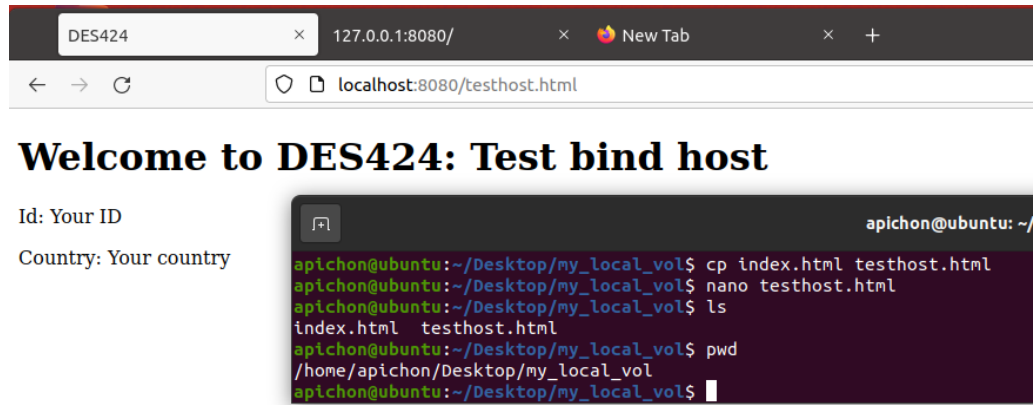 DES424 × 127.0.0.1:8080/ × New Tab × +
localhost:8080/testhost.html
Welcome to DES424: Test bind host
Id: Your ID
Country: Your country
apichon@ubuntu: ~/
apichon@ubuntu:~/Desktop/my_local_vol$ cp index.html testhost.html
apichon@ubuntu:~/Desktop/my_local_vol$ nano testhost.html
apichon@ubuntu:~/Desktop/my_local_vol$ ls
index.html  testhost.html
apichon@ubuntu:~/Desktop/my_local_vol$ pwd
/home/apichon/Desktop/my_local_vol
apichon@ubuntu:~/Desktop/my_local_vol$